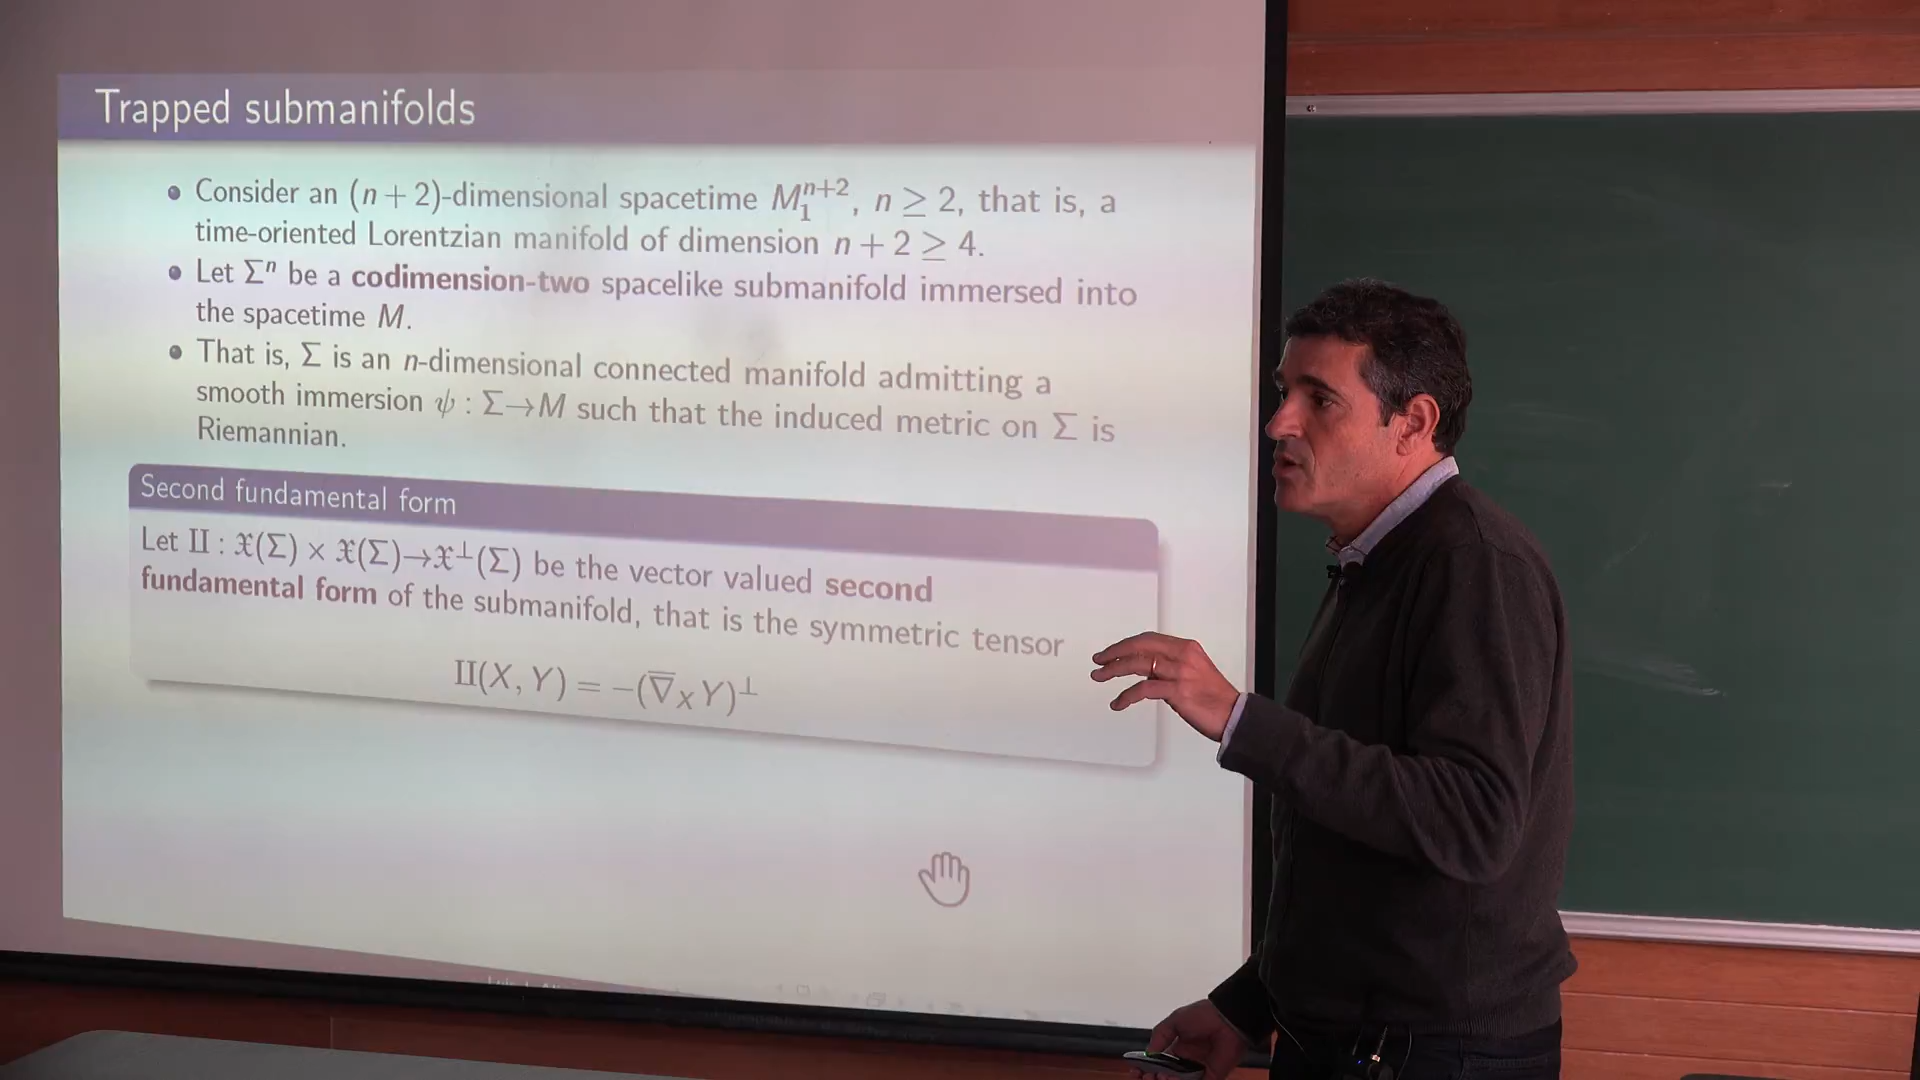 Trapped submanifolds
Consider an (n + 2)-dimensional spacetime M₁ⁿ⁺², n ≥ 2, that is, a
time-oriented Lorentzian manifold of dimension n + 2 ≥ 4.
Let Σⁿ be a codimension-two spacelike submanifold immersed into
the spacetime M.
That is, Σ is an n-dimensional connected manifold admitting a
smooth immersion ψ : Σ→M such that the induced metric on Σ is
Riemannian.
Second fundamental form
Let II : 𝔛(Σ) × 𝔛(Σ)→𝔛⊥(Σ) be the vector valued second
fundamental form of the submanifold, that is the symmetric tensor
II(X, Y) = −(∇̅_X Y)⊥